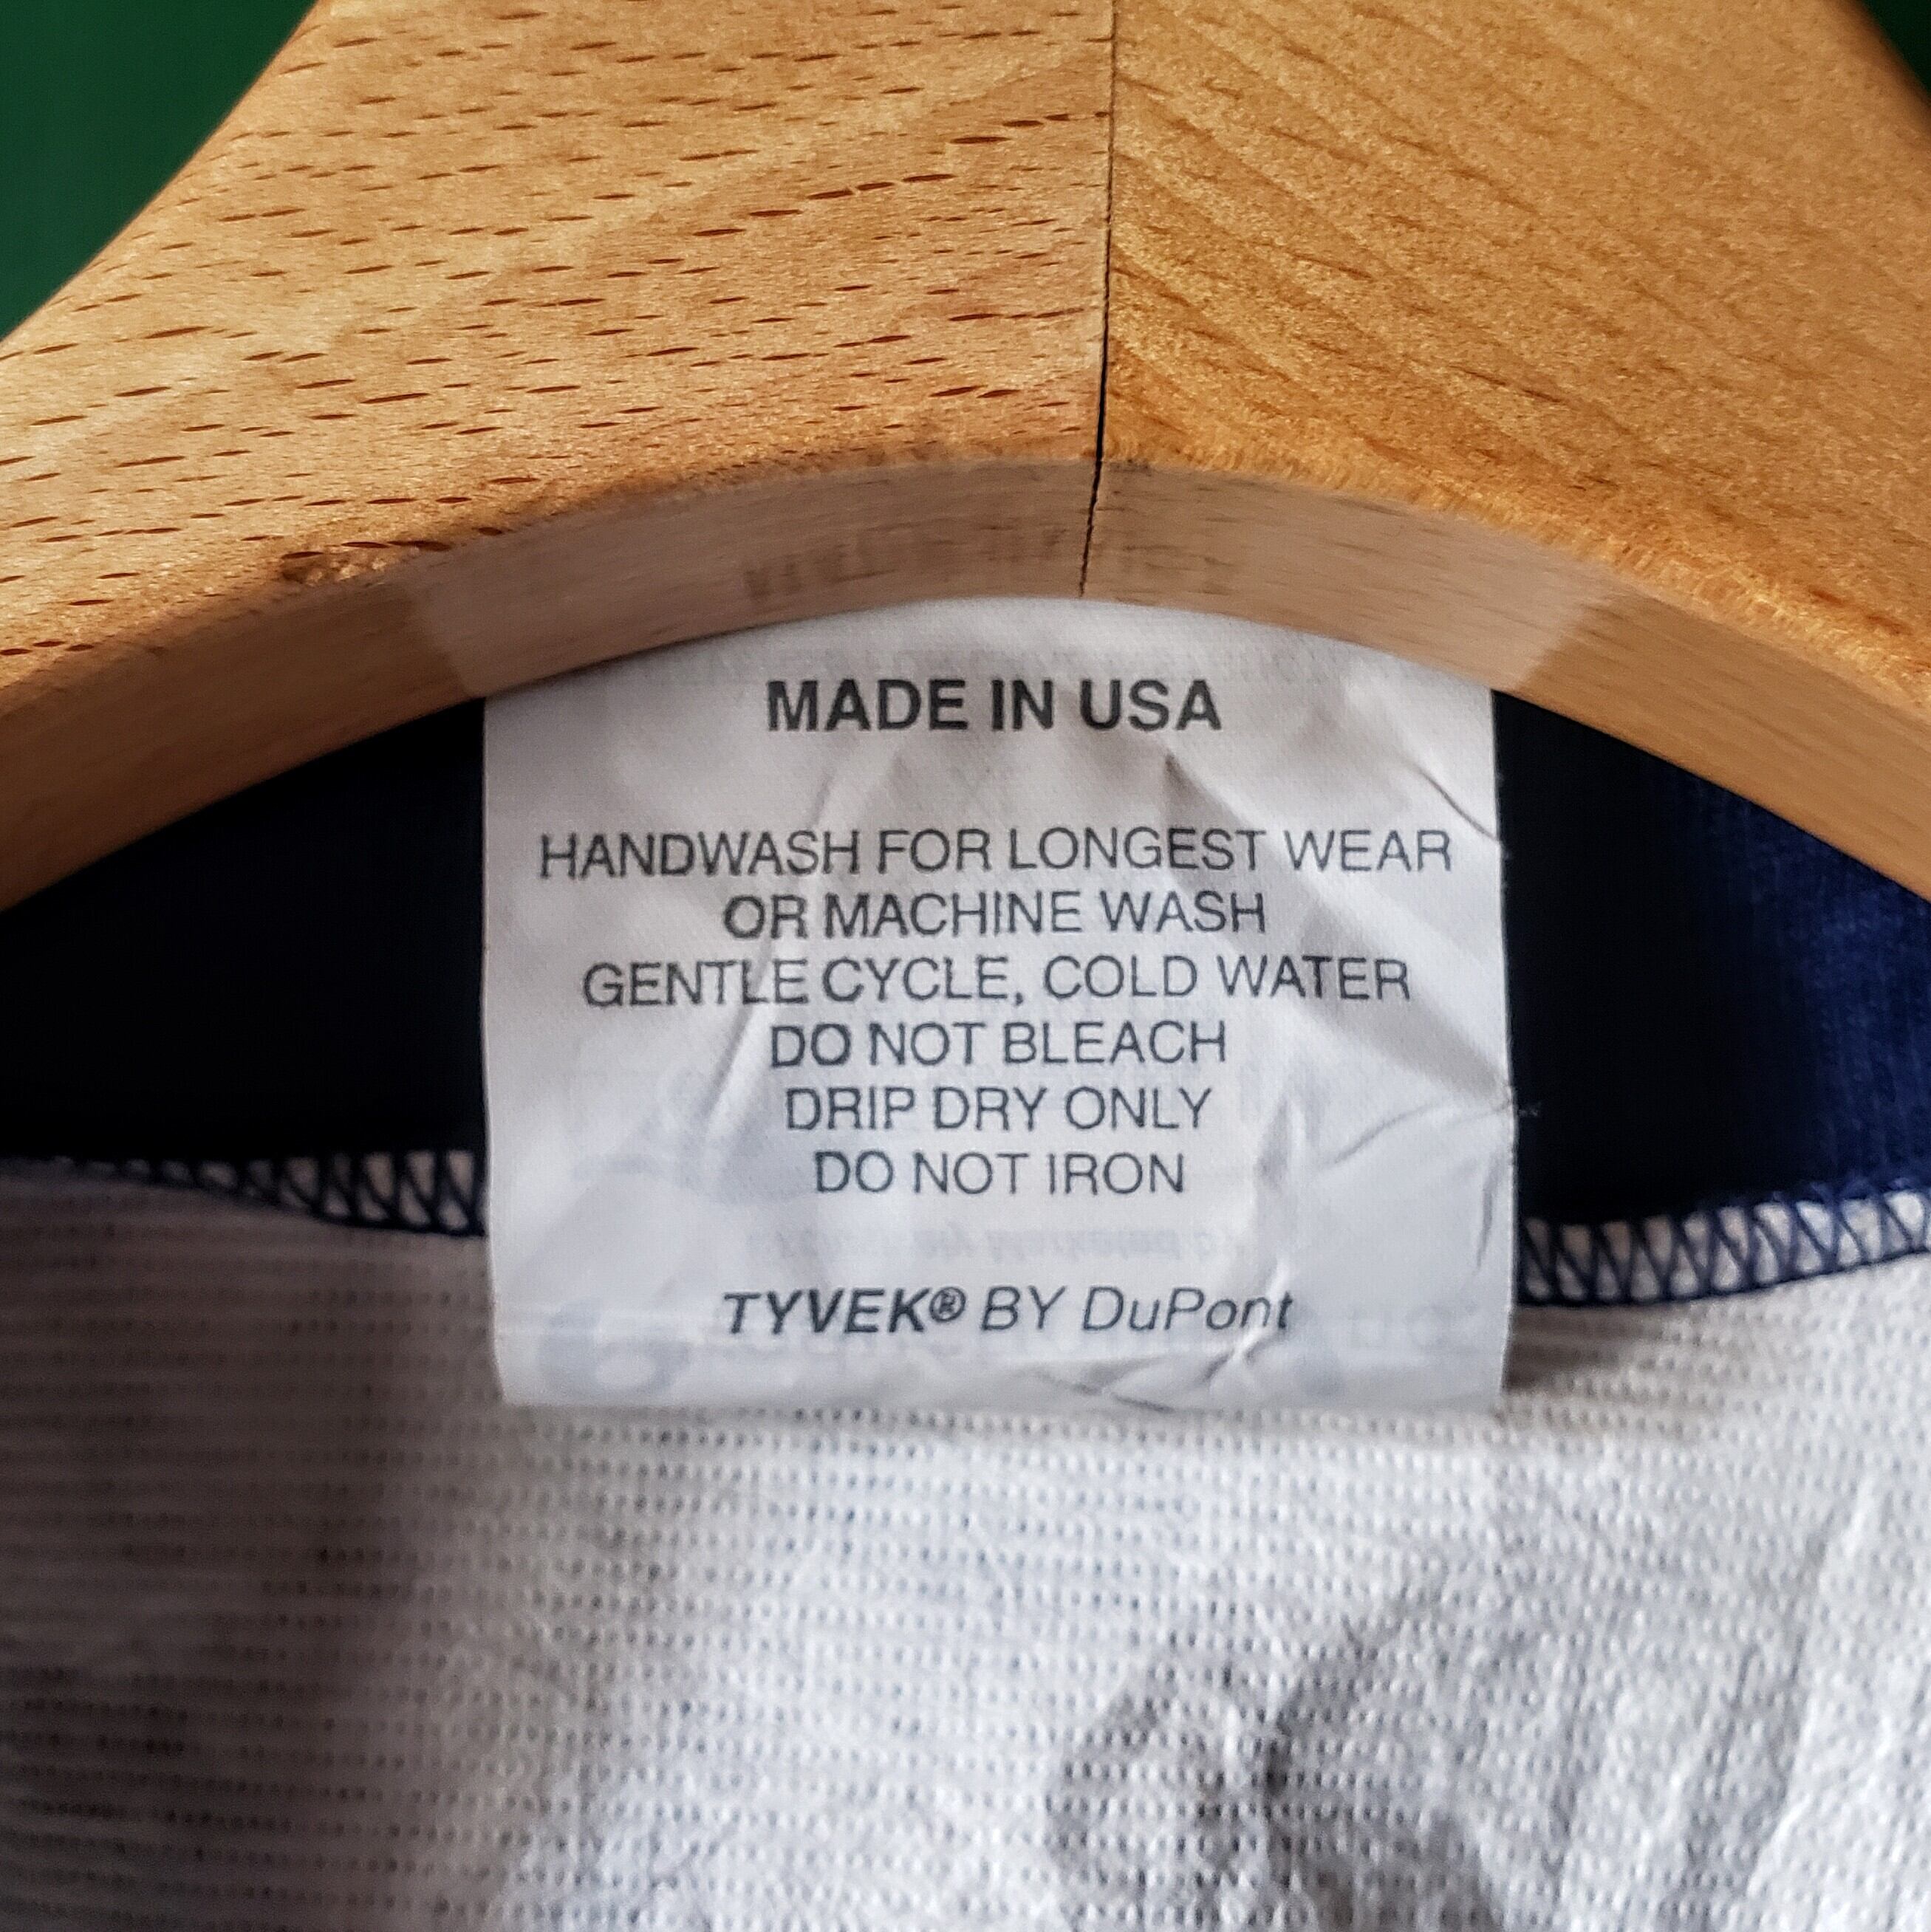 MADE IN USA
HANDWASH FOR LONGEST WEAR
OR MACHINE WASH
GENTLE CYCLE, COLD WATER
DO NOT BLEACH
DRIP DRY ONLY
DO NOT IRON
TYVEK® BY DuPont